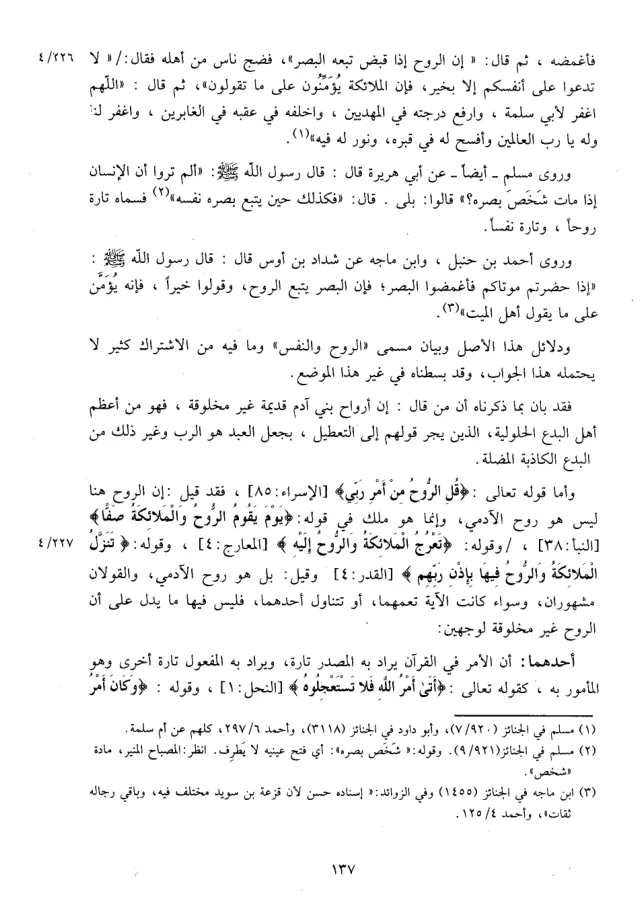 فأغمضه ، ثم قال: « إن الروح إذا قبض تبعه البصر»، فضج ناس من أهله فقال:/« لا ٤/٢٢٦
تدعوا على أنفسكم إلا بخير، فإن الملائكة يُؤَمِّنُون على ما تقولون»، ثم قال : «اللهم
اغفر لأبي سلمة ، وارفع درجته في المهديين ، واخلفه في عقبه في الغابرين ، واغفر لنا
وله يا رب العالمين وأفسح له في قبره، ونور له فيه»(١).
وروى مسلم ـ أيضاً ـ عن أبي هريرة قال : قال رسول اللّه ﷺ: «ألم تروا أن الإنسان
إذا مات شَخَصَ بصره؟» قالوا: بلى . قال: «فكذلك حين يتبع بصره نفسه»(٢) فسماه تارة
روحاً ، وتارة نفساً.
وروى أحمد بن حنبل ، وابن ماجه عن شداد بن أوس قال : قال رسول اللّه ﷺ :
«إذا حضرتم موتاكم فأغمضوا البصر؛ فإن البصر يتبع الروح، وقولوا خيراً ، فإنه يُؤَمَّن
على ما يقول أهل الميت»(٣).
ودلائل هذا الأصل وبيان مسمى «الروح والنفس» وما فيه من الاشتراك كثير لا
يحتمله هذا الجواب، وقد بسطناه في غير هذا الموضع.
فقد بان بما ذكرناه أن من قال : إن أرواح بني آدم قديمة غير مخلوقة ، فهو من أعظم
أهل البدع الحلولية، الذين يجر قولهم إلى التعطيل ، بجعل العبد هو الرب وغير ذلك من
البدع الكاذبة المضلة.
وأما قوله تعالى :﴿قُلِ الرُّوحُ مِنْ أَمْرِ رَبِّي﴾ [الإسراء:٨٥] ، فقد قيل :إن الروح هنا
ليس هو روح الآدمي، وإنما هو ملك في قوله:﴿يَوْمَ يَقُومُ الرُّوحُ وَالْمَلائِكَةُ صَفًّا﴾
[النبأ:٣٨] ، /وقوله: ﴿تَعْرُجُ الْمَلائِكَةُ وَالرُّوحُ إِلَيْهِ ﴾ [المعارج:٤] ، وقوله:﴿ تَنَزَّلُ ٤/٢٢٧
الْمَلائِكَةُ وَالرُّوحُ فِيهَا بِإِذْنِ رَبِّهِم ﴾ [القدر:٤] وقيل: بل هو روح الآدمي، والقولان
مشهوران، وسواء كانت الآية تعمهما، أو تتناول أحدهما، فليس فيها ما يدل على أن
الروح غير مخلوقة لوجهين:
أحدهما: أن الأمر في القرآن يراد به المصدر تارة، ويراد به المفعول تارة أخرى وهو
المأمور به ، كقوله تعالى :﴿أَتَىٰ أَمْرُ اللَّهِ فَلا تَسْتَعْجِلُوهُ ﴾ [النحل:١] ، وقوله : ﴿وَكَانَ أَمْرُ
(١) مسلم في الجنائز (٧/٩٢٠)، وأبو داود في الجنائز (٣١١٨)، وأحمد ٢٩٧/٦، كلهم عن أم سلمة.
(٢) مسلم في الجنائز(٩/٩٢١). وقوله:« شَخَصَ بصره»: أي فتح عينيه لا يَطرِف. انظر:المصباح المنير، مادة
«شخص».
(٣) ابن ماجه في الجنائز (١٤٥٥) وفي الزوائد:« إسناده حسن لأن قزعة بن سويد مختلف فيه، وباقي رجاله
ثقات»، وأحمد ١٢٥/٤.
١٣٧